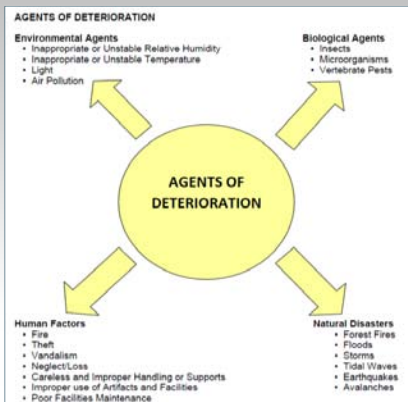 AGENTS OF DETERIORATION
Environmental Agents
• Inappropriate or Unstable Relative Humidity
• Inappropriate or Unstable Temperature
• Light
• Air Pollution
Biological Agents
• Insects
• Microorganisms
• Vertebrate Pests
AGENTS OF
DETERIORATION
Human Factors
• Fire
• Theft
• Vandalism
• Neglect/Loss
• Careless and Improper Handling or Supports
• Improper use of Artifacts and Facilities
• Poor Facilities Maintenance
Natural Disasters
• Forest Fires
• Floods
• Storms
• Tidal Waves
• Earthquakes
• Avalanches